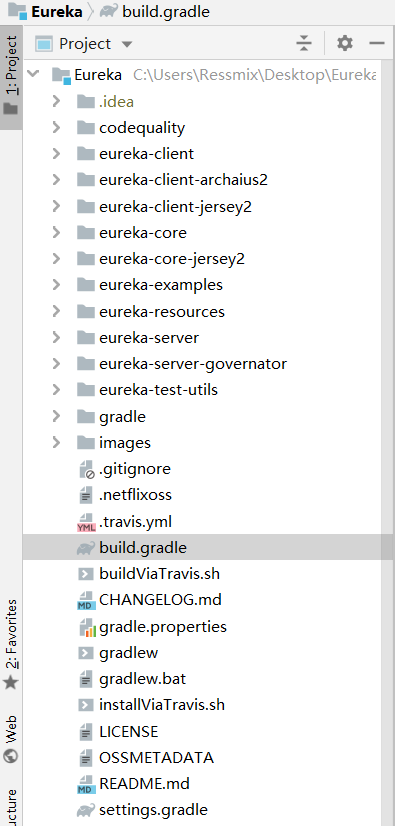 Eureka build.gradle
1: Project
Project
Eureka C:\Users\Ressmix\Desktop\Eureka
.idea
codequality
eureka-client
eureka-client-archaius2
eureka-client-jersey2
eureka-core
eureka-core-jersey2
eureka-examples
eureka-resources
eureka-server
eureka-server-governator
eureka-test-utils
gradle
images
.gitignore
.netflixoss
YML .travis.yml
build.gradle
buildViaTravis.sh
MD CHANGELOG.md
gradle.properties
gradlew
gradlew.bat
installViaTravis.sh
LICENSE
OSSMETADATA
MD README.md
settings.gradle
2: Favorites
Web
ucture